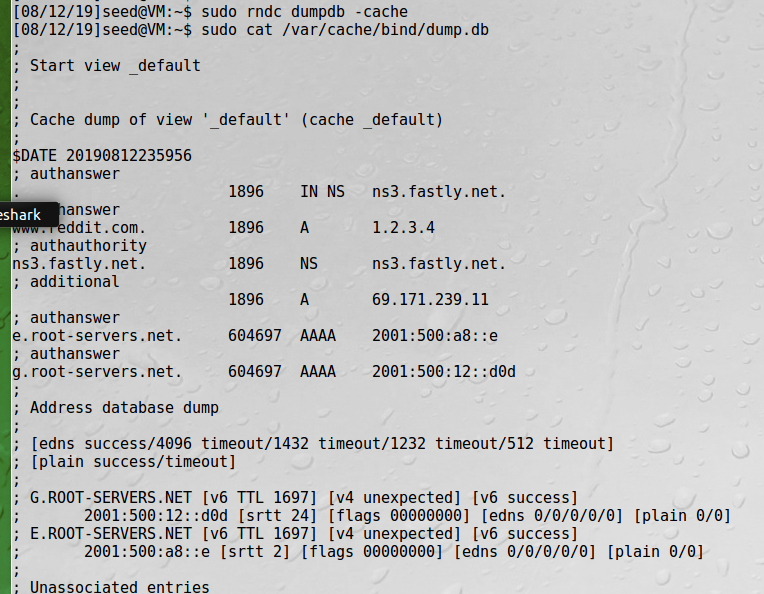 [08/12/19]seed@VM:~$ sudo rndc dumpdb -cache
[08/12/19]seed@VM:~$ sudo cat /var/cache/bind/dump.db
;
; Start view _default
;
;
; Cache dump of view '_default' (cache _default)
;
$DATE 20190812235956
; authanswer
. 1896 IN NS ns3.fastly.net.
eshark
www.reddit.com. 1896 A 1.2.3.4
; authauthority
ns3.fastly.net. 1896 NS ns3.fastly.net.
; additional
1896 A 69.171.239.11
; authanswer
e.root-servers.net. 604697 AAAA 2001:500:a8::e
; authanswer
g.root-servers.net. 604697 AAAA 2001:500:12::d0d
;
; Address database dump
;
; [edns success/4096 timeout/1432 timeout/1232 timeout/512 timeout]
; [plain success/timeout]
;
; G.ROOT-SERVERS.NET [v6 TTL 1697] [v4 unexpected] [v6 success]
; 2001:500:12::d0d [srtt 24] [flags 00000000] [edns 0/0/0/0/0] [plain 0/0]
; E.ROOT-SERVERS.NET [v6 TTL 1697] [v4 unexpected] [v6 success]
; 2001:500:a8::e [srtt 2] [flags 00000000] [edns 0/0/0/0/0] [plain 0/0]
;
; Unassociated entries